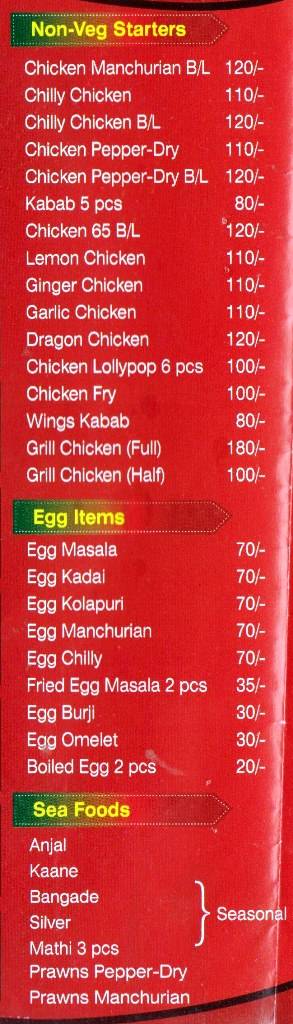 Non-Veg Starters
Chicken Manchurian B/L 120/-
Chilly Chicken 110/-
Chilly Chicken B/L 120/-
Chicken Pepper-Dry 110/-
Chicken Pepper-Dry B/L 120/-
Kabab 5 pcs 80/-
Chicken 65 B/L 120/-
Lemon Chicken 110/-
Ginger Chicken 110/-
Garlic Chicken 110/-
Dragon Chicken 120/-
Chicken Lollypop 6 pcs 100/-
Chicken Fry 100/-
Wings Kabab 80/-
Grill Chicken (Full) 180/-
Grill Chicken (Half) 100/-
Egg Items
Egg Masala 70/-
Egg Kadai 70/-
Egg Kolapuri 70/-
Egg Manchurian 70/-
Egg Chilly 70/-
Fried Egg Masala 2 pcs 35/-
Egg Burji 30/-
Egg Omelet 30/-
Boiled Egg 2 pcs 20/-
Sea Foods
Anjal
Kaane
Bangade
Silver
Seasonal
Mathi 3 pcs
Prawns Pepper-Dry
Prawns Manchurian